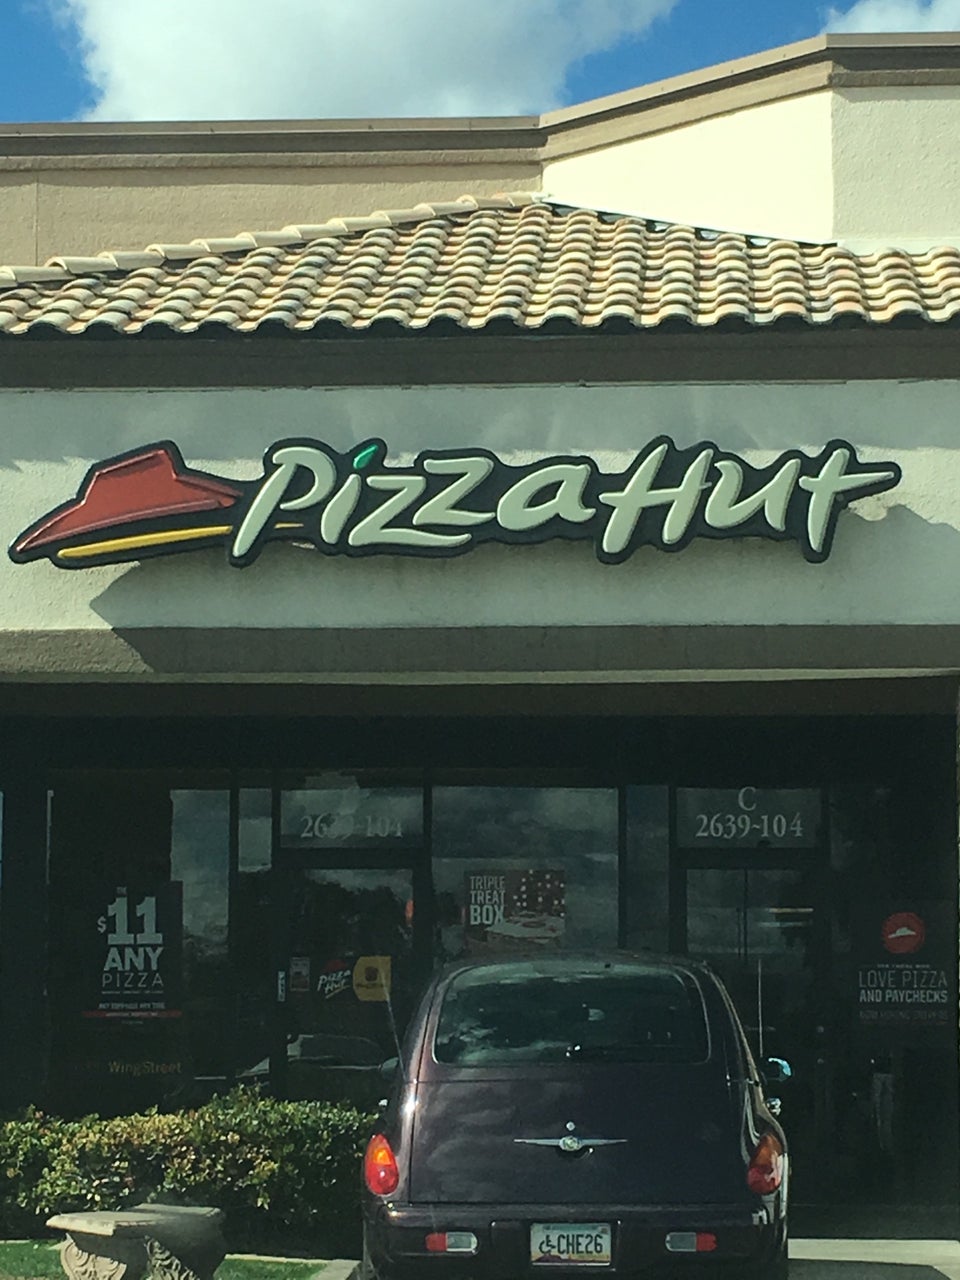 Pizza Hut
2639-104
C
2639-104
THE
$11
ANY
PIZZA
WingStreet
Pizza
Hut
TRIPLE
TREAT
BOX
LOVE PIZZA
AND PAYCHECKS
CHE26